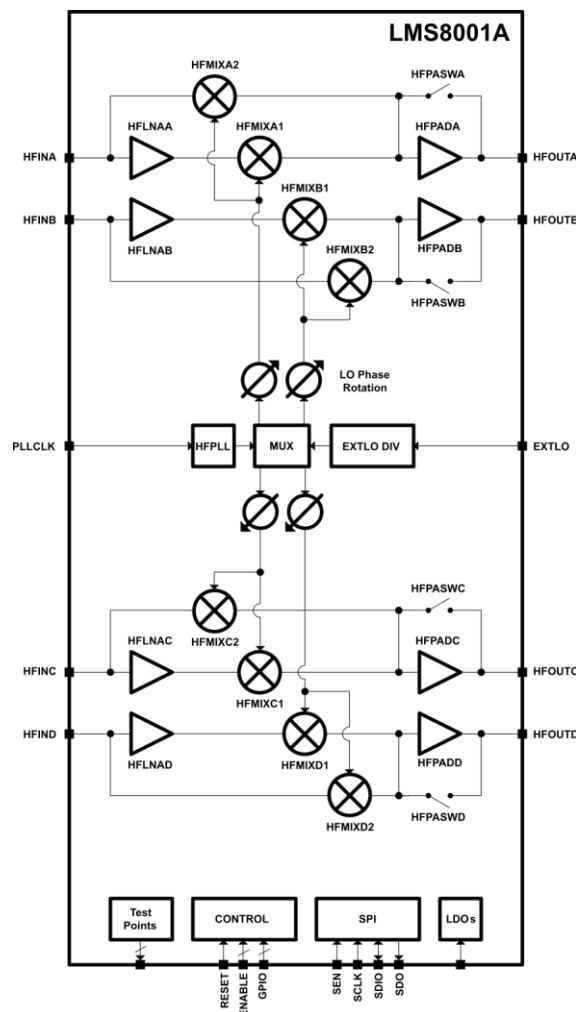 LMS8001A
HFMIXA2
HFPASWA
HFLNAA
HFMIXA1
HFPADA
HFINA
HFOUTA
HFMIXB1
HFINB
HFOUTB
HFLNAB
HFMIXB2
HFPADB
HFPASWB
LO Phase
Rotation
PLLCLK
HFPLL
MUX
EXTLO DIV
EXTLO
HFPASWC
HFLNAC
HFMIXC2
HFPADC
HFINC
HFOUTC
HFMIXC1
HFIND
HFOUTD
HFLNAD
HFMIXD1
HFPADD
HFPASWD
HFMIXD2
Test
Points
CONTROL
SPI
LDOs
RESET
ENABLE
GPIO
SEN
SCLK
SDIO
SDO